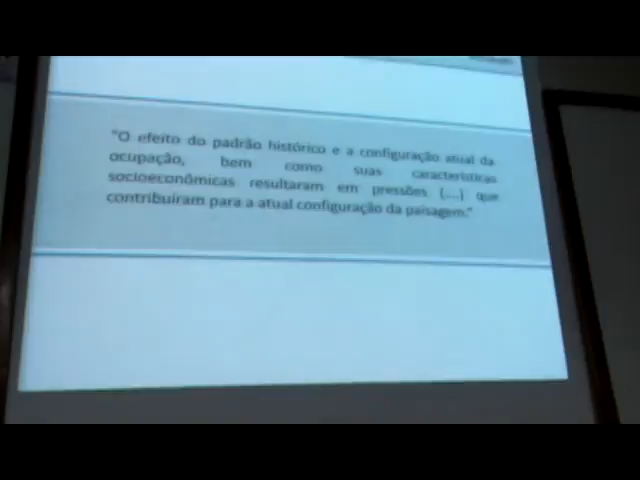 "O efeito do padrão histórico e a configuração atual da
ocupação, bem como suas características
socioeconômicas resultaram em pressões (...) que
contribuíram para a atual configuração da paisagem."